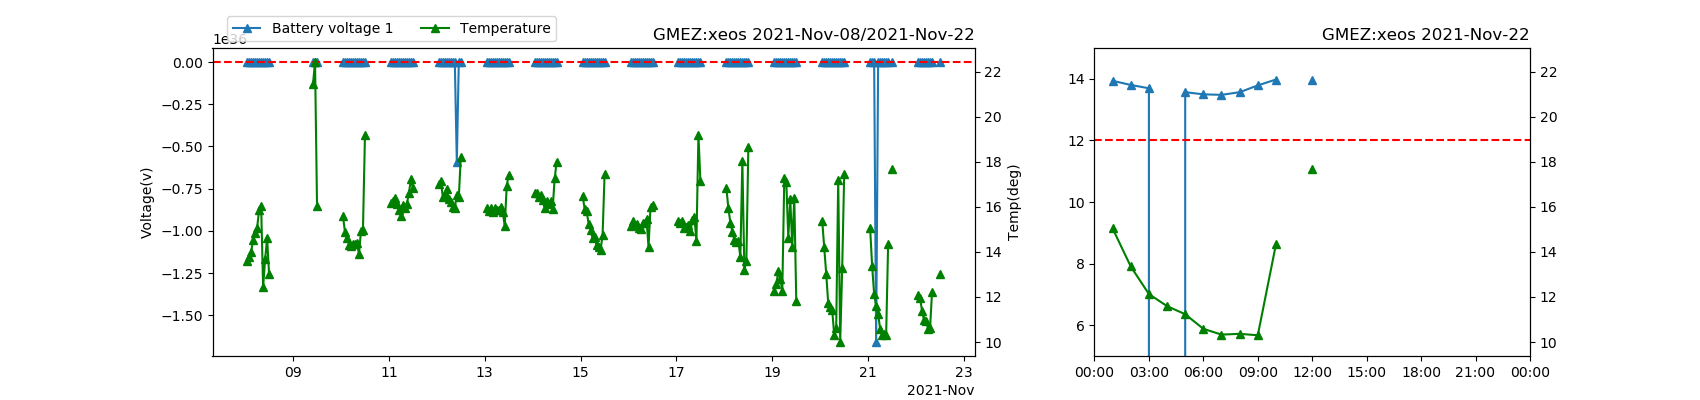 Battery voltage 1 Temperature
1e36
GMEZ:xeos 2021-Nov-08/2021-Nov-22
0.00
−0.25
−0.50
−0.75
−1.00
−1.25
−1.50
Voltage(v)
22
20
18
16
14
12
10
Temp(deg)
09 11 13 15 17 19 21 23
2021-Nov
GMEZ:xeos 2021-Nov-22
14
12
10
8
6
22
20
18
16
14
12
10
00:00 03:00 06:00 09:00 12:00 15:00 18:00 21:00 00:00